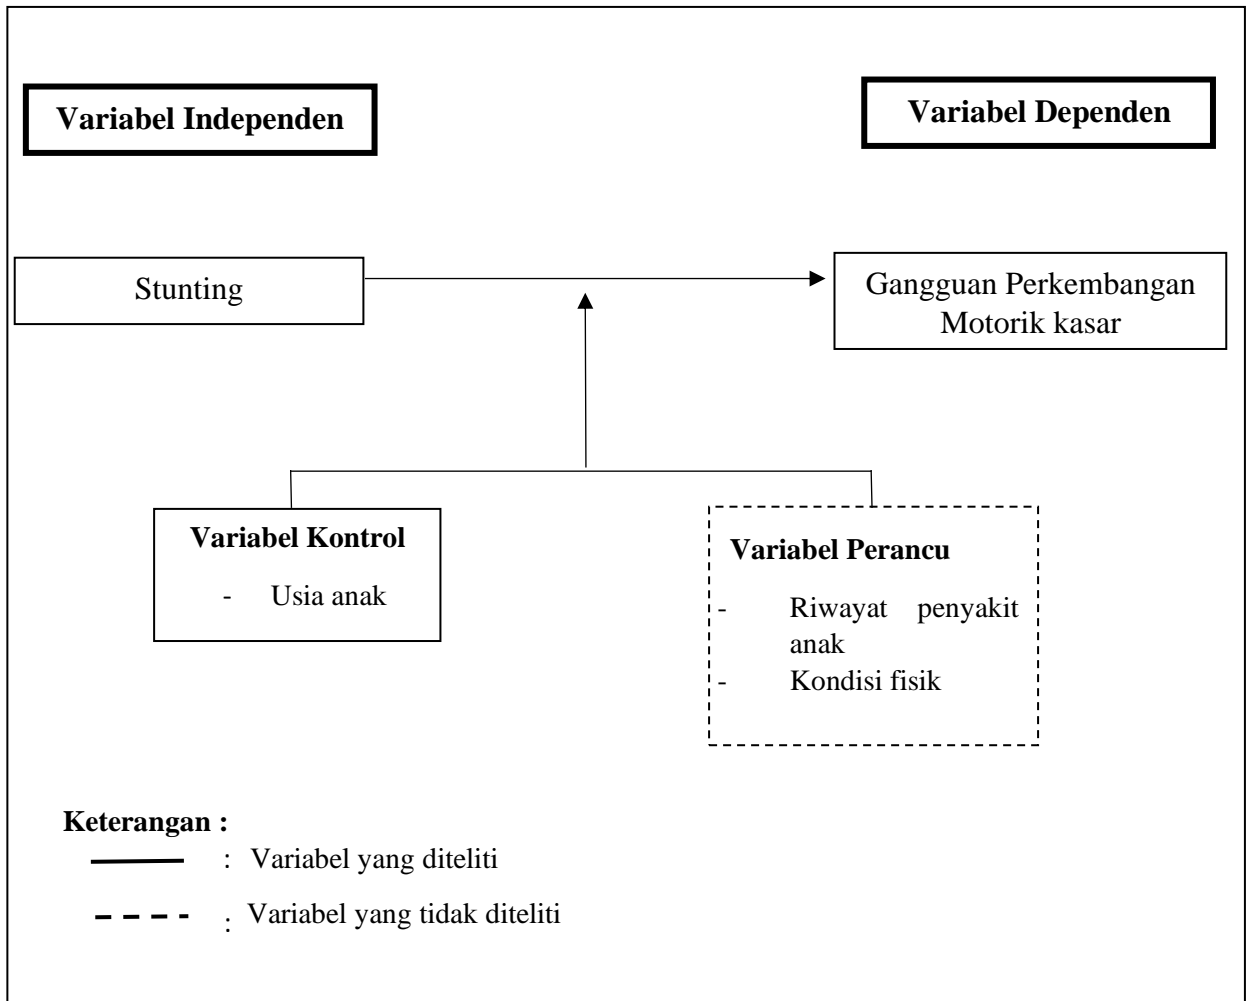 Variabel Independen
Variabel Dependen
Stunting
Gangguan Perkembangan
Motorik kasar
Variabel Kontrol
- Usia anak
Variabel Perancu
- Riwayat penyakit
anak
- Kondisi fisik
Keterangan :
: Variabel yang diteliti
: Variabel yang tidak diteliti